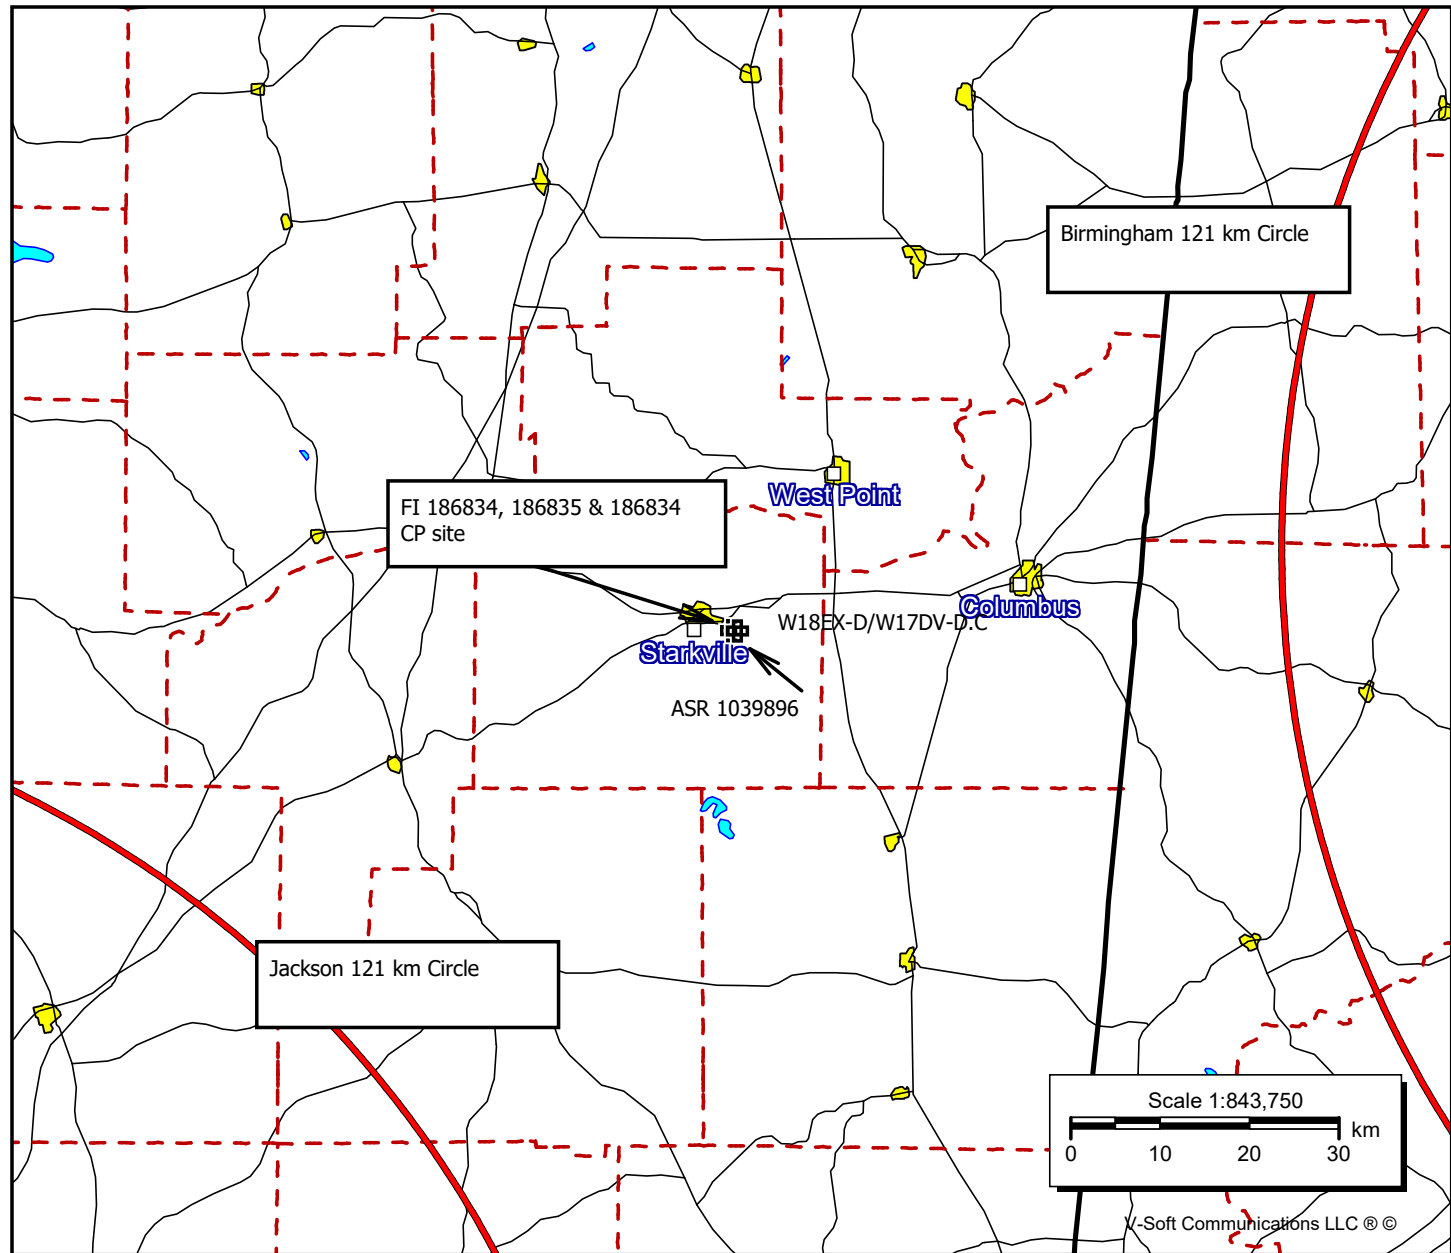 Birmingham 121 km Circle
FI 186834, 186835 & 186834
CP site
West Point
Columbus
W18EX-D/W17DV-D.C
Starkville
ASR 1039896
Jackson 121 km Circle
Scale 1:843,750
km
0 10 20 30
V-Soft Communications LLC ® ©